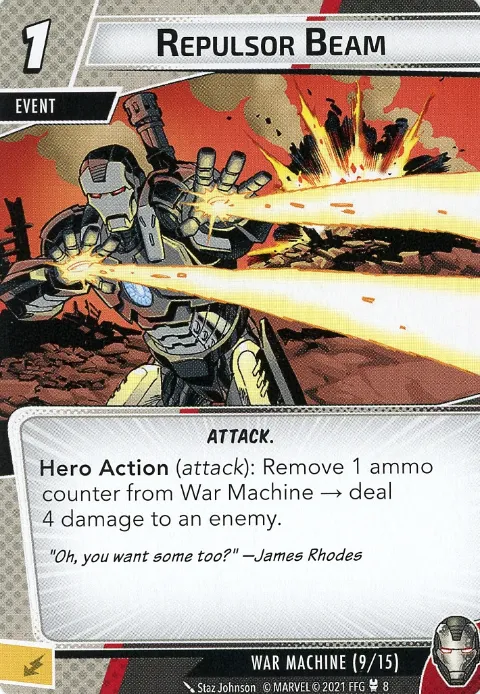 1
REPULSOR BEAM
EVENT
ATTACK.
Hero Action (attack): Remove 1 ammo
counter from War Machine → deal
4 damage to an enemy.
"Oh, you want some too?" —James Rhodes
WAR MACHINE (9/15)
Staz Johnson © MARVEL © 2021 FFG 8